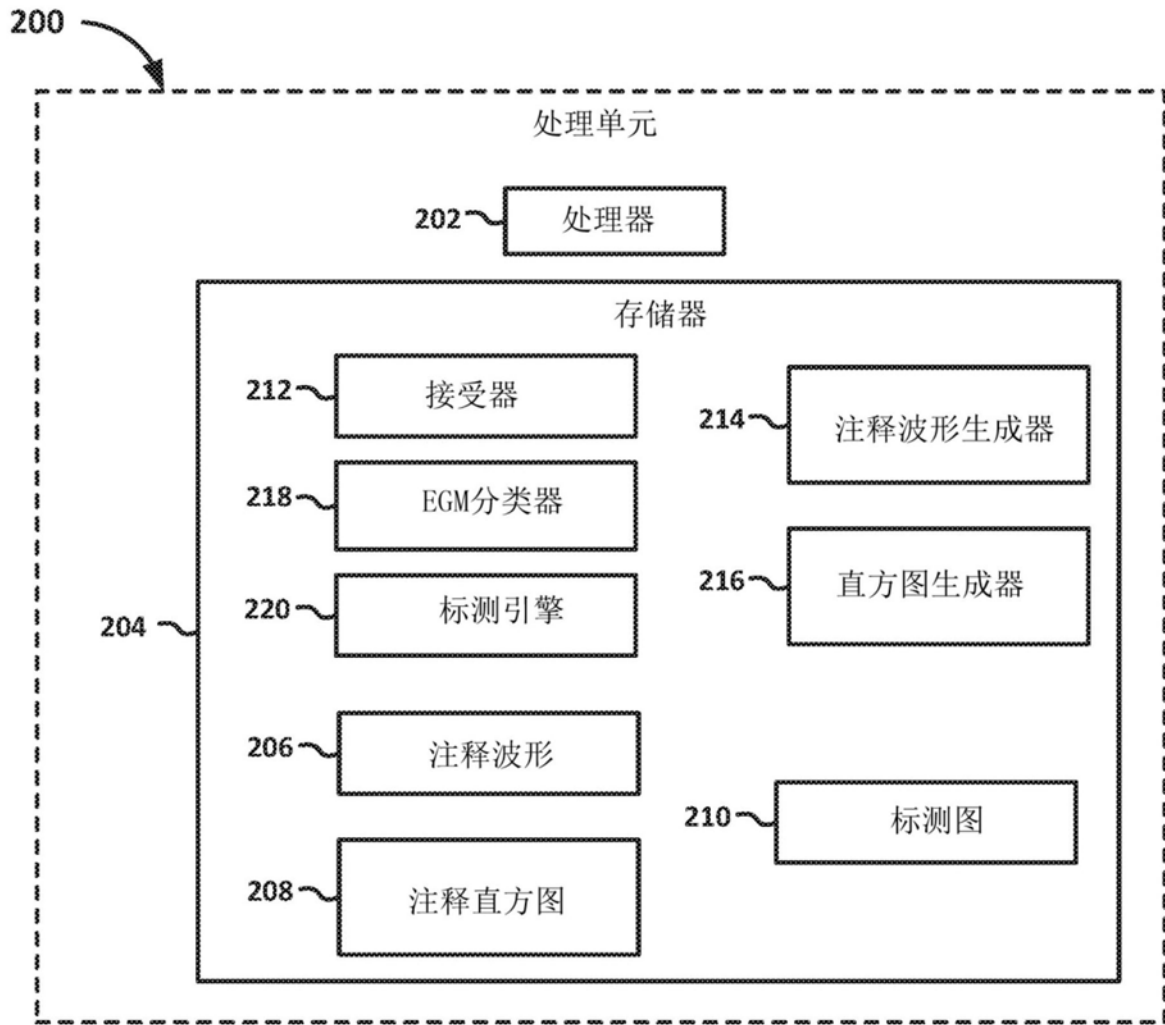 200
处理单元
202
处理器
存储器
212
接受器
214
注释波形生成器
218
EGM分类器
216
直方图生成器
220
标测引擎
204
206
注释波形
210
标测图
208
注释直方图